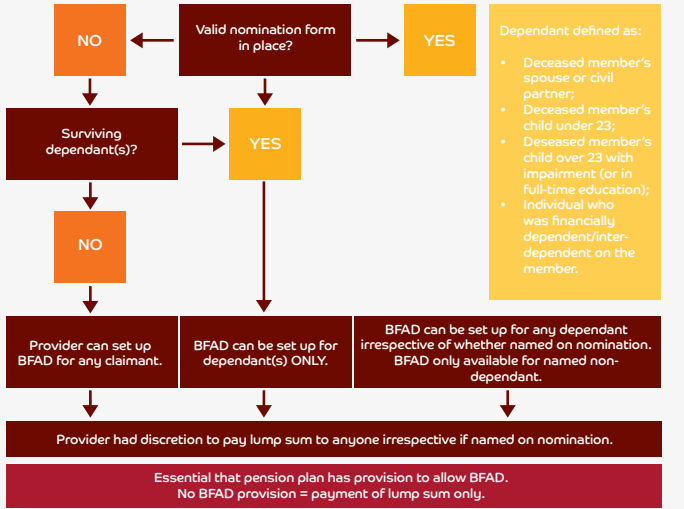 NO
Valid nomination form
in place?
YES
Dependant defined as:
• Deceased member's
spouse or civil
partner;
• Deceased member's
child under 23;
• Deseased member's
child over 23 with
impairment (or in
full-time education);
• Individual who
was financially
dependent/inter-
dependent on the
member.
Surviving
dependant(s)?
YES
NO
Provider can set up
BFAD for any claimant.
BFAD can be set up for
dependant(s) ONLY.
BFAD can be set up for any dependant
irrespective of whether named on nomination.
BFAD only available for named non-
dependant.
Provider had discretion to pay lump sum to anyone irrespective if named on nomination.
Essential that pension plan has provision to allow BFAD.
No BFAD provision = payment of lump sum only.